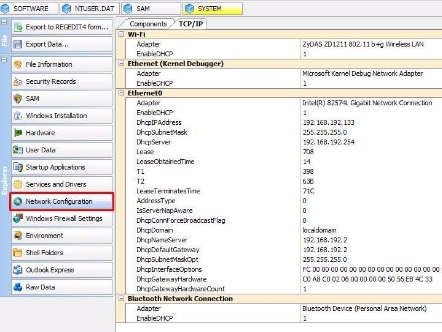 SOFTWARE NTUSER.DAT SAM SYSTEM
File
Export to REGEDIT4 form...
Export Data...
Explorer
File Information
Security Records
SAM
Windows Installation
Hardware
User Data
Startup Applications
Services and Drivers
Network Configuration
Windows Firewall Settings
Environment
Shell Folders
Outlook Express
Raw Data
Components TCP/IP
Wi-Fi
Adapter ZyDAS ZD1211 802.11 b+g Wireless LAN
EnableDHCP 1
Ethernet (Kernel Debugger)
Adapter Microsoft Kernel Debug Network Adapter
EnableDHCP 1
Ethernet0
Adapter Intel(R) 82574L Gigabit Network Connection
EnableDHCP 1
DhcpIPAddress 192.168.192.133
DhcpSubnetMask 255.255.255.0
DhcpServer 192.168.192.254
Lease 708
LeaseObtainedTime 14
T1 398
T2 63B
LeaseTerminatesTime 71C
AddressType 0
IsServerNapAware 0
DhcpConnForceBroadcastFlag 0
DhcpDomain localdomain
DhcpNameServer 192.168.192.2
DhcpDefaultGateway 192.168.192.2
DhcpSubnetMaskOpt 255.255.255.0
DhcpInterfaceOptions FC 00 00 00 00 00 00 00 00 00 00 00 00 00
DhcpGatewayHardware C0 A8 C0 02 06 00 00 00 00 50 56 EB 4C 33
DhcpGatewayHardwareCount 1
Bluetooth Network Connection
Adapter Bluetooth Device (Personal Area Network)
EnableDHCP 1